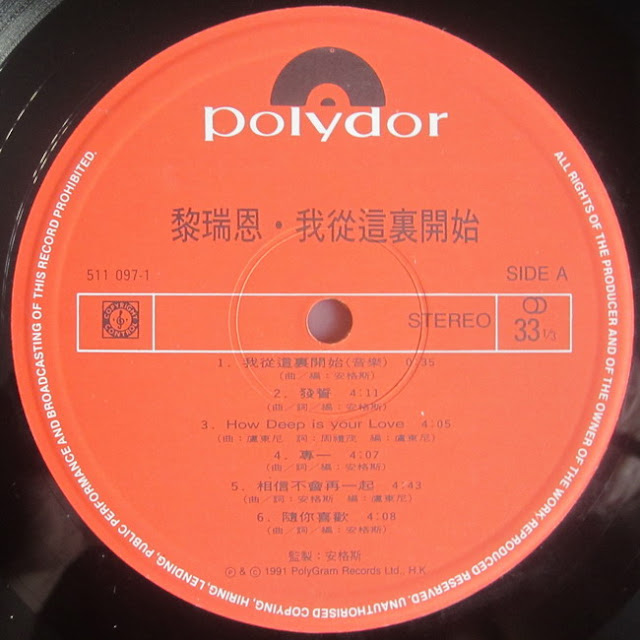 polydor
黎瑞恩・我從這裏開始
511 097-1
SIDE A
COPYRIGHT CONTROL
STEREO
33 1/3
1. 我從這裏開始(音樂) 0:35
(曲/編:安格斯)
2. 發誓 4:11
(曲/詞/編:安格斯)
3. How Deep is your Love 4:05
(曲:盧東尼 詞:周禮茂 編:盧東尼)
4. 專一 4:07
(曲/詞/編:安格斯)
5. 相信不會再一起 4:43
(曲/詞:安格斯 編:盧東尼)
6. 隨你喜歡 4:08
(曲/詞/編:安格斯)
監製:安格斯
℗ & © 1991 PolyGram Records Ltd., H.K.
ALL RIGHTS OF THE PRODUCER AND OF THE OWNER OF THE WORK REPRODUCED RESERVED. UNAUTHORISED COPYING, HIRING, LENDING, PUBLIC PERFORMANCE AND BROADCASTING OF THIS RECORD PROHIBITED.